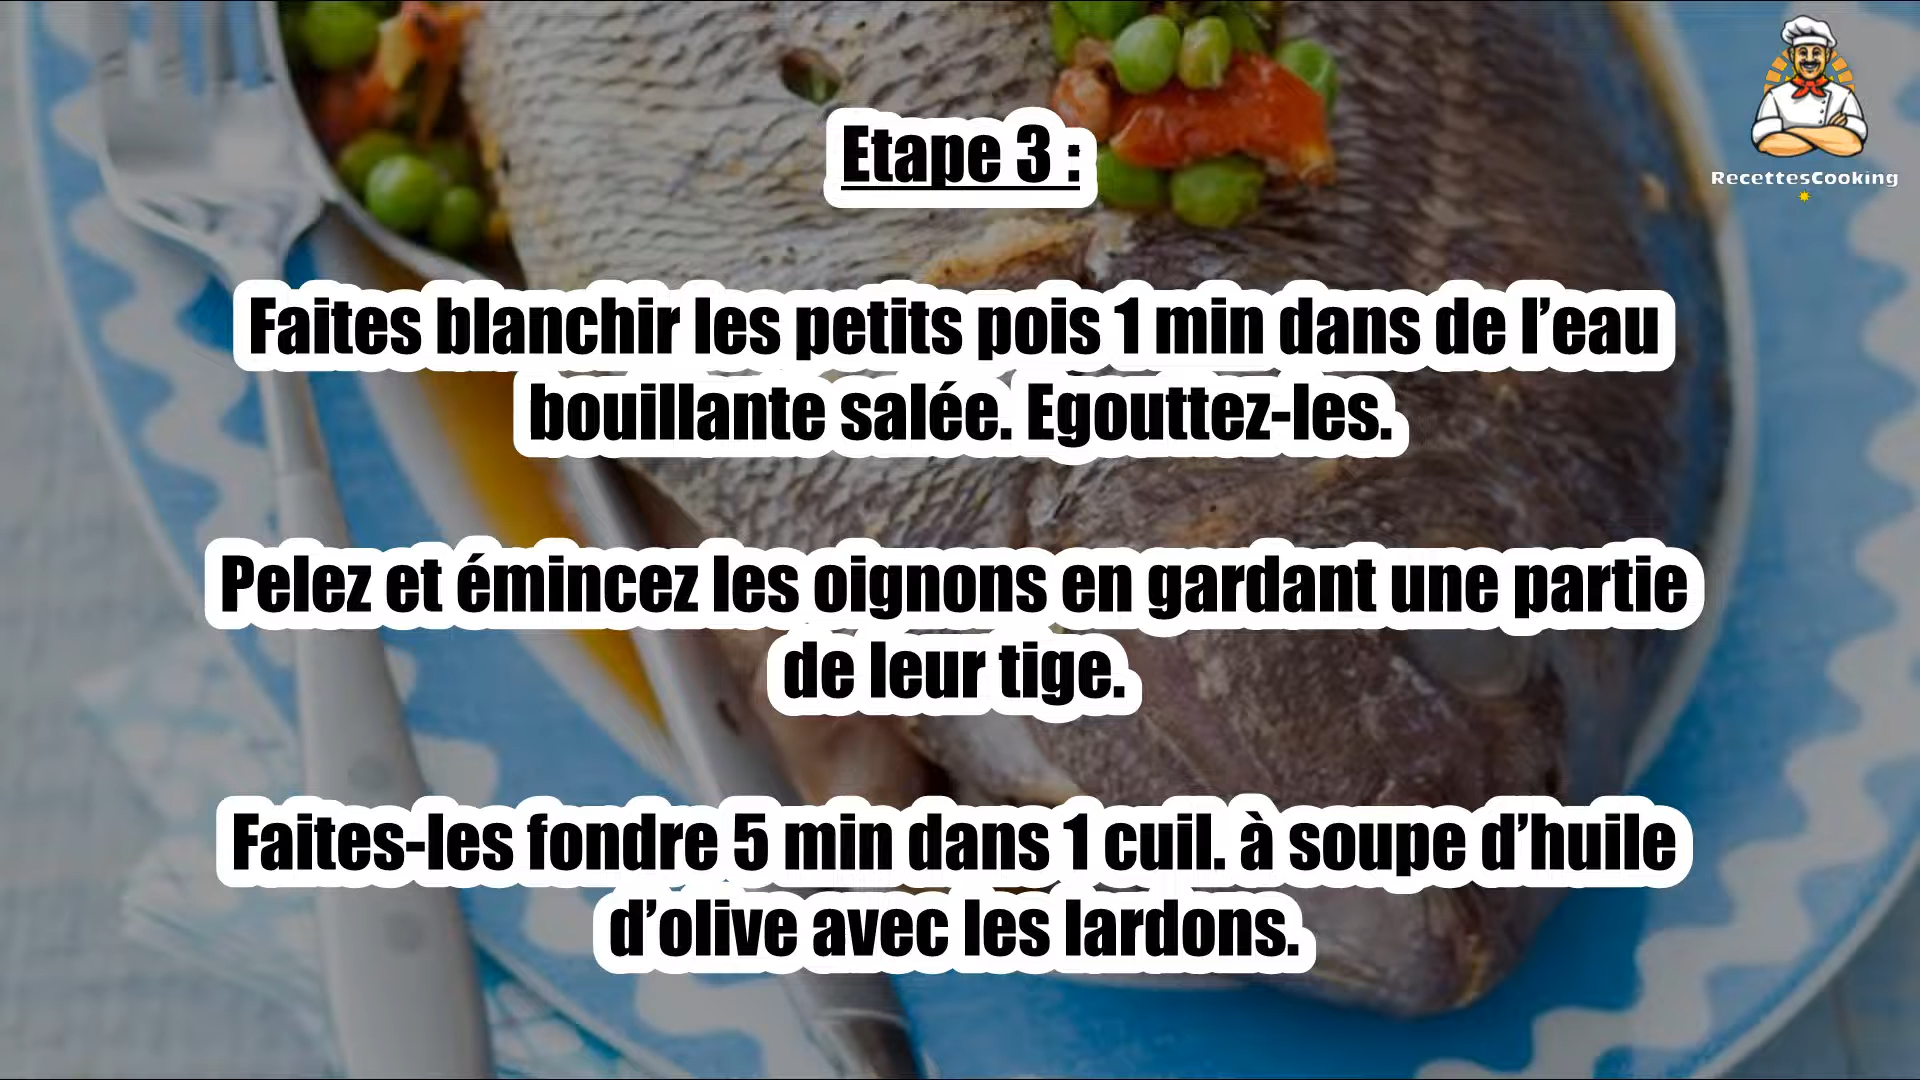 RecettesCooking
Etape 3 :
Faites blanchir les petits pois 1 min dans de l’eau
bouillante salée. Egouttez-les.
Pelez et émincez les oignons en gardant une partie
de leur tige.
Faites-les fondre 5 min dans 1 cuil. à soupe d’huile
d’olive avec les lardons.